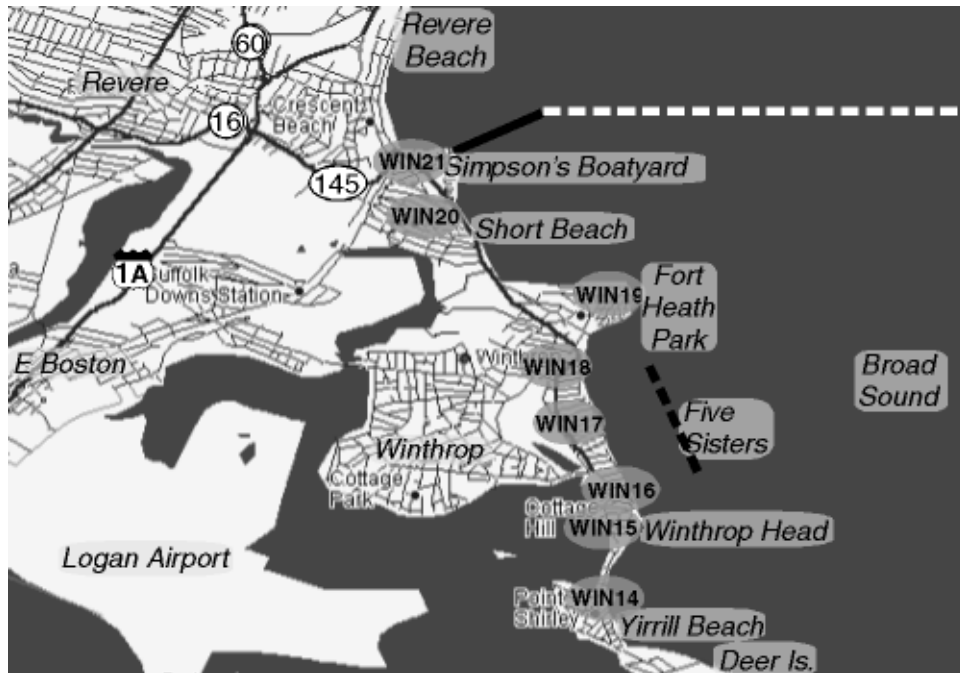 Revere
Beach
60
Revere
16
Crescent
Beach
WIN21
Simpson's Boatyard
145
WIN20
Short Beach
1A
Suffolk
Downs Station
WIN19
Fort
Heath
Park
E Boston
WIN18
Broad
Sound
WIN17
Five
Sisters
Winthrop
Cottage
Park
WIN16
Cottage
Hill
WIN15
Winthrop Head
Logan Airport
Point
Shirley
WIN14
Yirrill Beach
Deer Is.